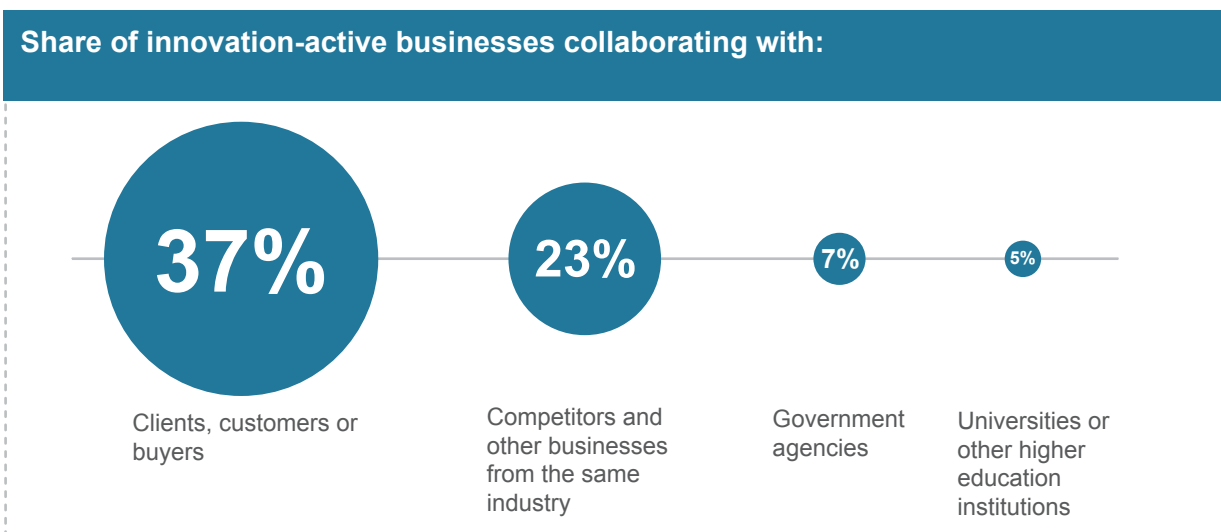 Share of innovation-active businesses collaborating with:
37%
23%
7%
5%
Clients, customers or
buyers
Competitors and
other businesses
from the same
industry
Government
agencies
Universities or
other higher
education
institutions